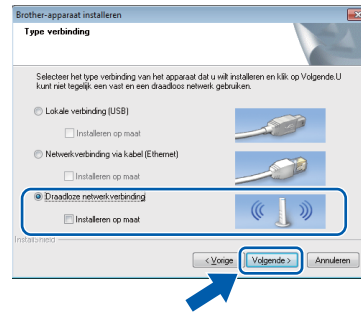 Brother-apparaat installeren
Type verbinding
Selecteer het type verbinding van het apparaat dat u wilt installeren en klik op Volgende.U
kunt niet tegelijk een vast en een draadloos netwerk gebruiken.
Lokale verbinding (USB)
Installeren op maat
Netwerkverbinding via kabel (Ethernet)
Installeren op maat
Draadloze netwerkverbinding
Installeren op maat
InstallShield
< Vorige
Volgende >
Annuleren